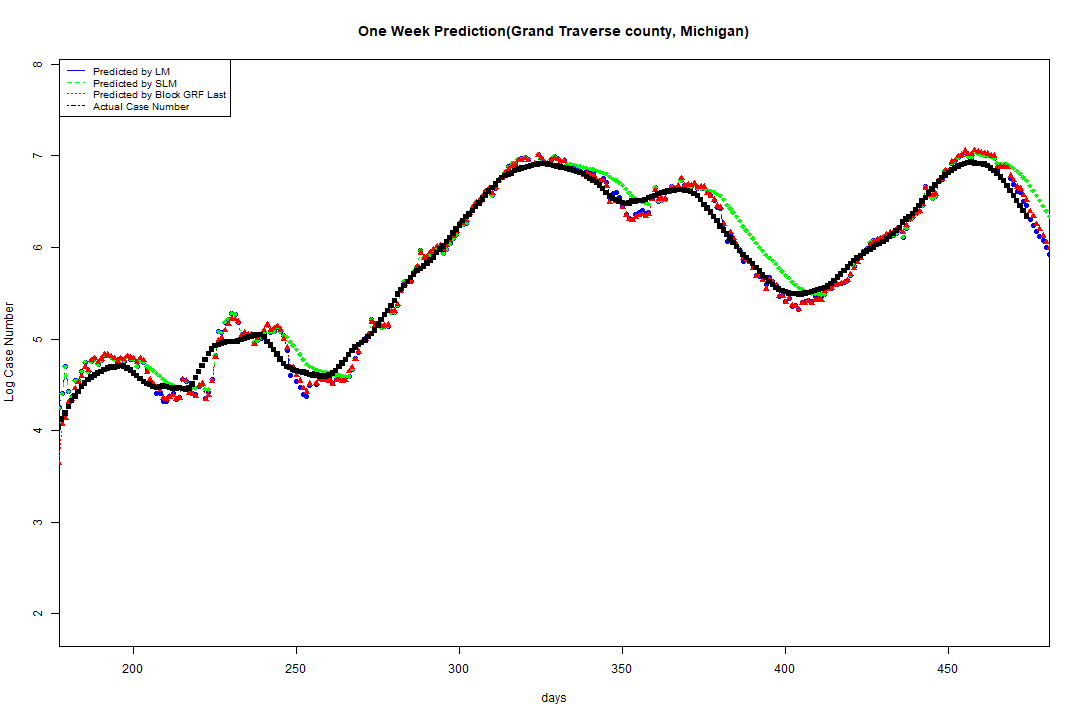 One Week Prediction(Grand Traverse county, Michigan)
Predicted by LM
Predicted by SLM
Predicted by Block GRF Last
Actual Case Number
8
7
6
5
4
3
2
Log Case Number
200 250 300 350 400 450
days